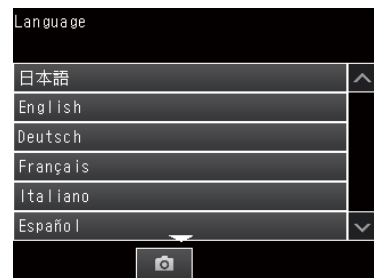 Language
日本語
English
Deutsch
Français
Italiano
Español